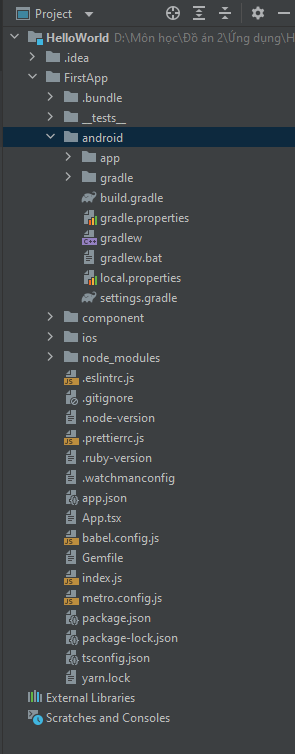 Project
HelloWorld D:\Môn học\Đồ án 2\Ứng dụng\H
.idea
FirstApp
.bundle
__tests__
android
app
gradle
build.gradle
gradle.properties
gradlew
gradlew.bat
local.properties
settings.gradle
component
ios
node_modules
.eslintrc.js
.gitignore
.node-version
.prettierrc.js
.ruby-version
.watchmanconfig
app.json
App.tsx
babel.config.js
Gemfile
index.js
metro.config.js
package.json
package-lock.json
tsconfig.json
yarn.lock
External Libraries
Scratches and Consoles